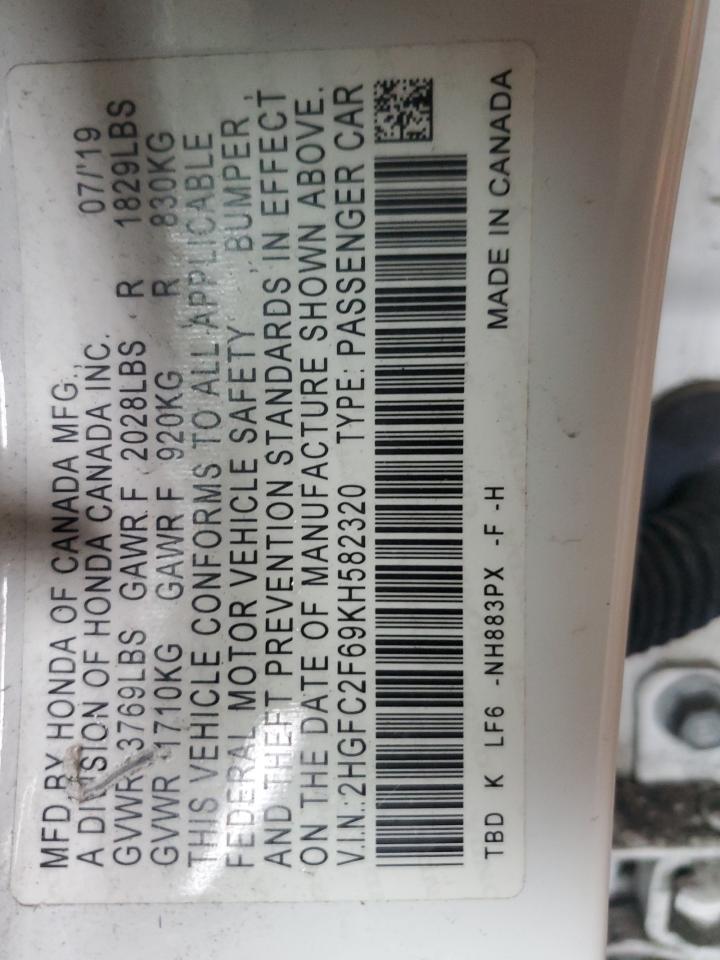 MFD. BY HONDA OF CANADA MFG., 07/'19
A DIVISION OF HONDA CANADA INC.
GVWR 3769LBS GAWR F 2028LBS R 1829LBS
GVWR 1710KG GAWR F 920KG R 830KG
THIS VEHICLE CONFORMS TO ALL APPLICABLE
FEDERAL MOTOR VEHICLE SAFETY , BUMPER ,
AND THEFT PREVENTION STANDARDS IN EFFECT
ON THE DATE OF MANUFACTURE SHOWN ABOVE.
V.I.N.:2HGFC2F69KH582320 TYPE: PASSENGER CAR
TBD K LF6 -NH883PX -F -H MADE IN CANADA